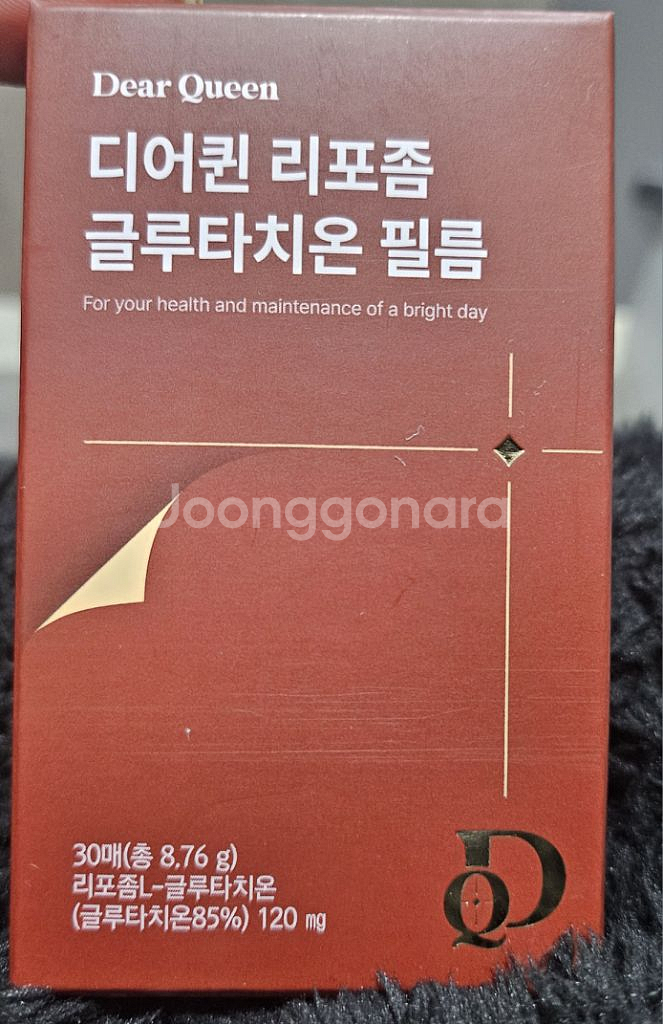 Dear Queen
디어퀸 리포좀
글루타치온 필름
For your health and maintenance of a bright day
Joonggonara
30매(총 8.76 g)
리포좀L-글루타치온
(글루타치온85%) 120 mg
DQ